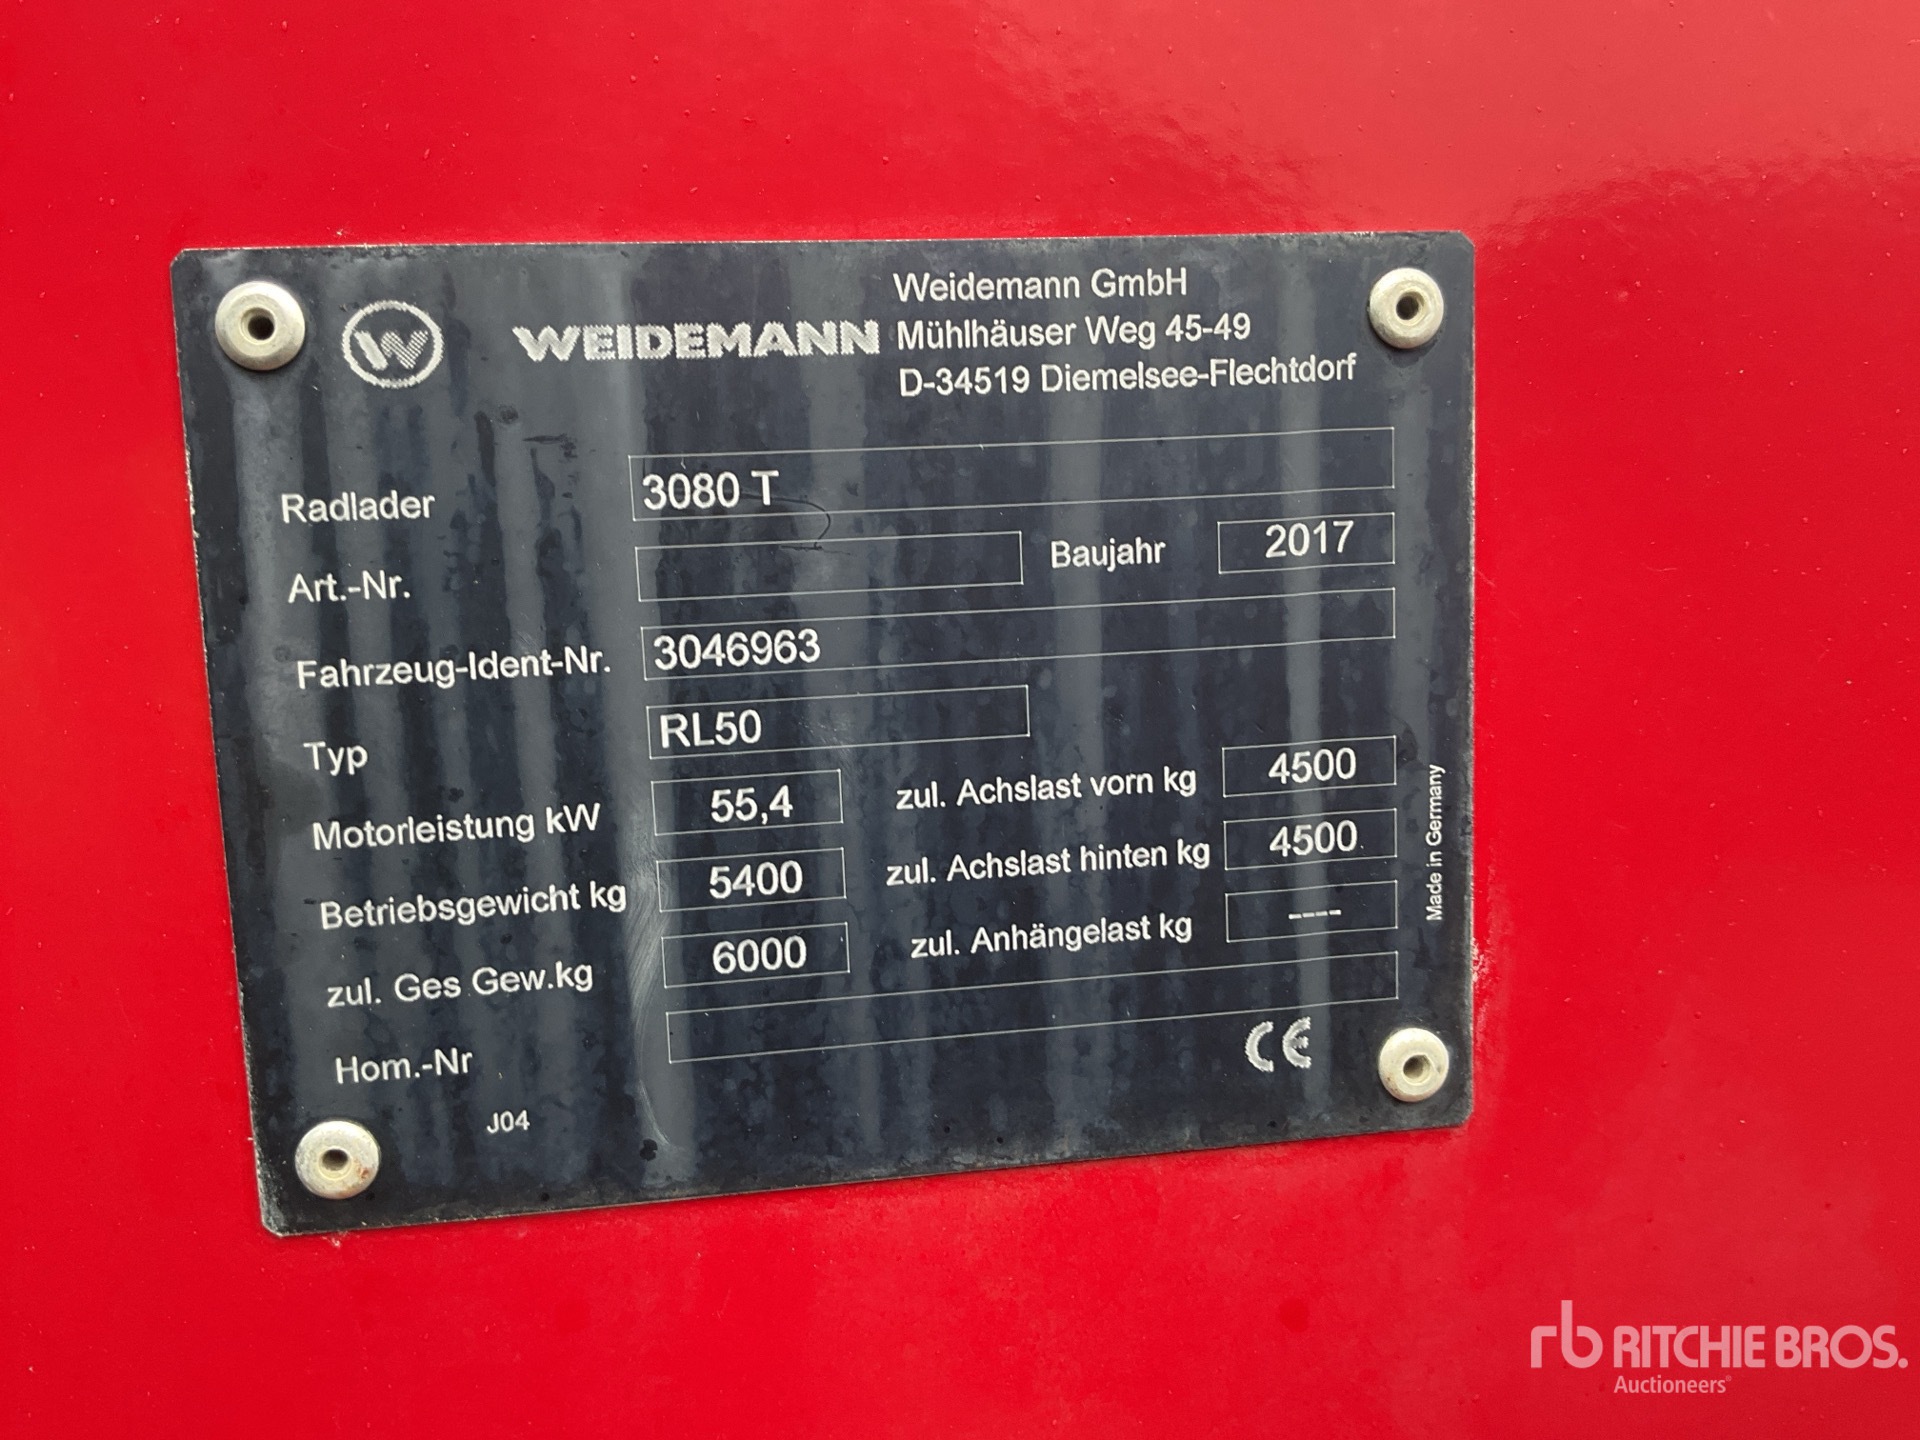 W WEIDEMANN
Weidemann GmbH
Mühlhäuser Weg 45-49
D-34519 Diemelsee-Flechtdorf
Radlader 3080 T
Art.-Nr. Baujahr 2017
Fahrzeug-Ident-Nr. 3046963
Typ RL50
Motorleistung kW 55,4 zul. Achslast vorn kg 4500
Betriebsgewicht kg 5400 zul. Achslast hinten kg 4500
zul. Ges Gew.kg 6000 zul. Anhängelast kg ----
Hom.-Nr
J04
CE
Made in Germany
rb RITCHIE BROS.
Auctioneers®